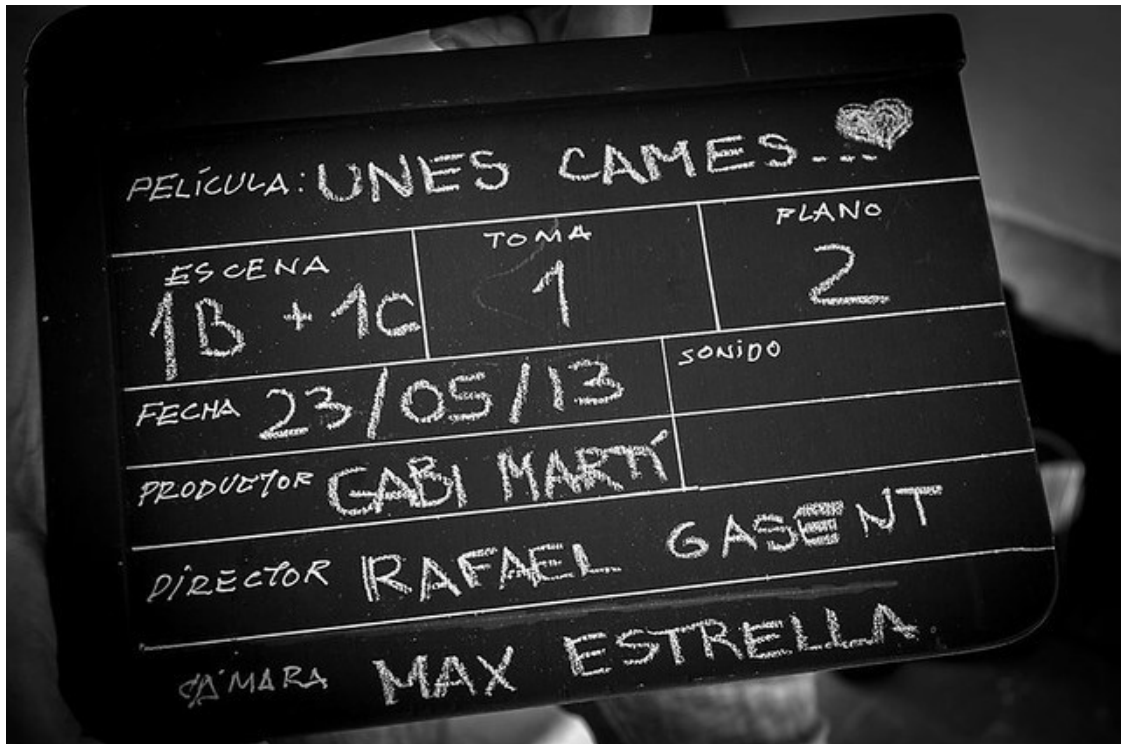 PELÍCULA: UNES CAMES...
ESCENA TOMA PLANO
1B + 1C 1 2
FECHA 23/05/13 SONIDO
PRODUCTOR GABI MARTÍ
DIRECTOR RAFAEL GASENT
CÁMARA MAX ESTRELLA.